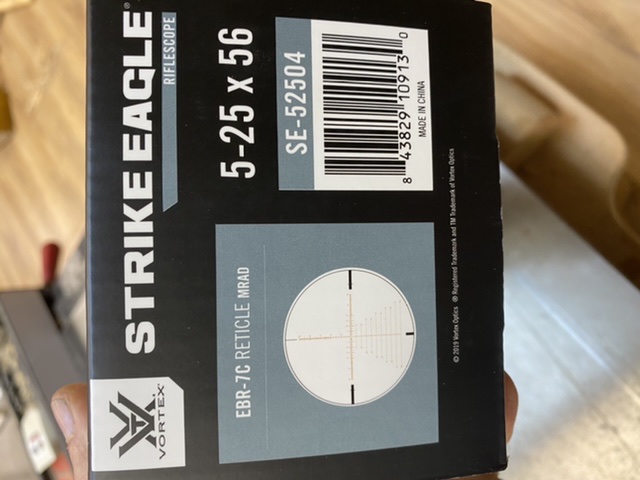 STRIKE EAGLE®
RIFLESCOPE
5-25 x 56
SE-52504
8 43829 10913 0
MADE IN CHINA
EBR-7C RETICLE MRAD
VORTEX®
© 2019 Vortex Optics ® Registered Trademark and TM Trademark of Vortex Optics